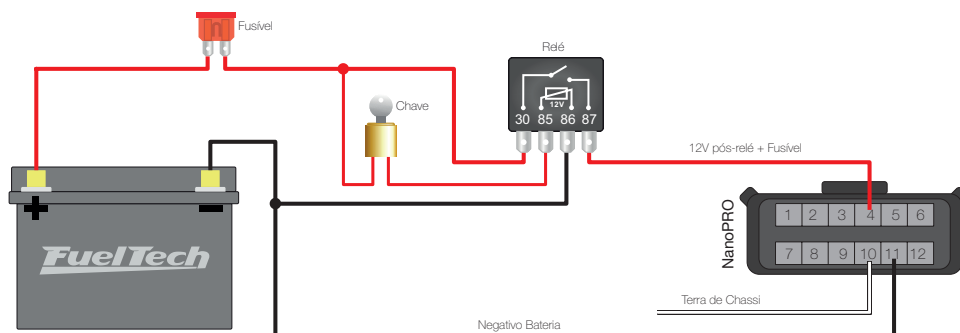 Fusível
Relé
Chave
12V
30 85 86 87
12V pós-relé + Fusível
+ −
FuelTech
NanoPRO
1 2 3 4 5 6
7 8 9 10 11 12
Terra de Chassi
Negativo Bateria